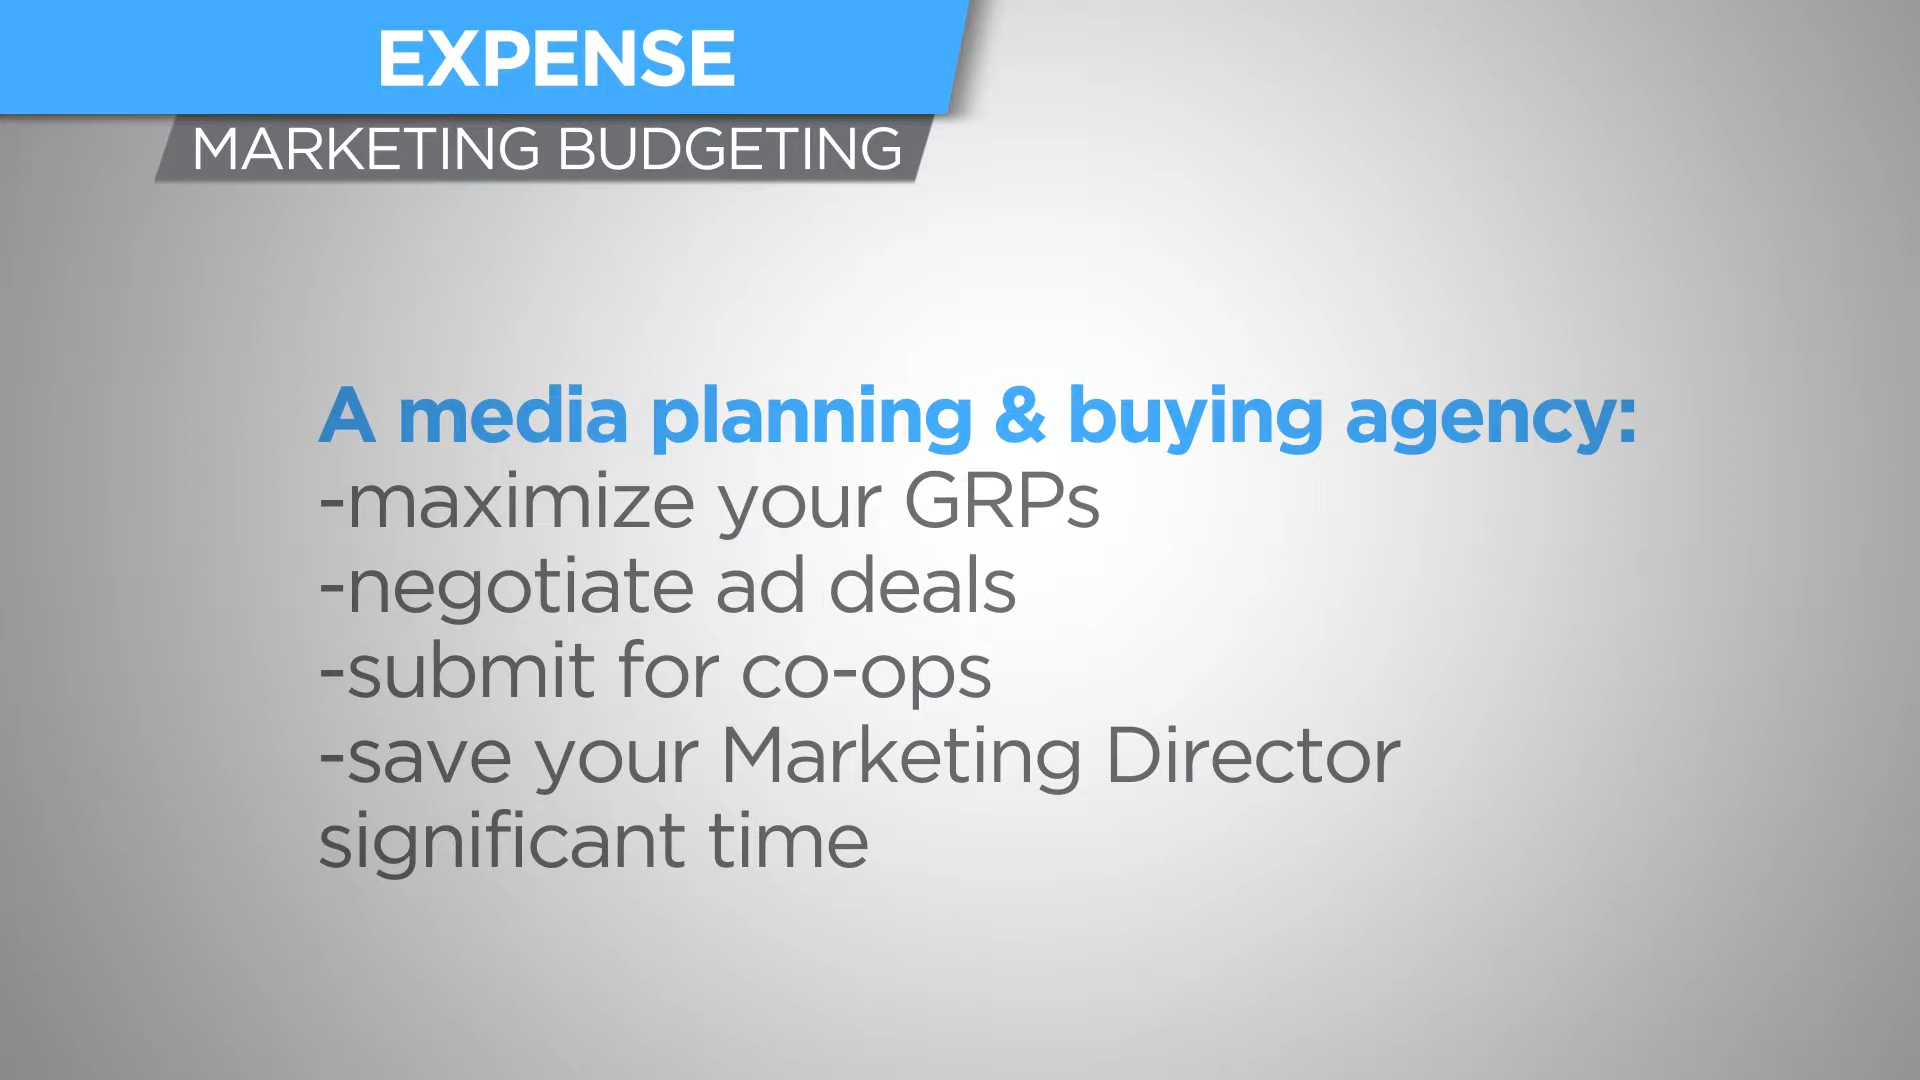 EXPENSE
MARKETING BUDGETING
A media planning & buying agency:
-maximize your GRPs
-negotiate ad deals
-submit for co-ops
-save your Marketing Director
significant time